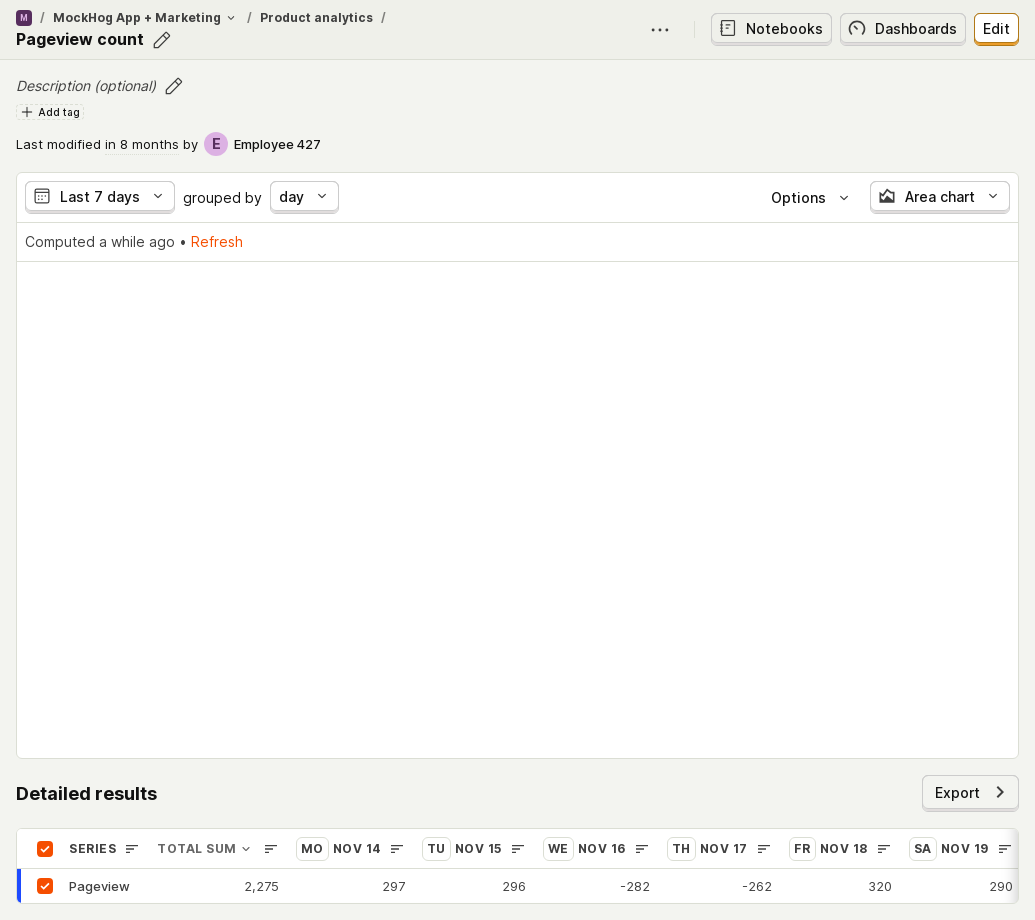 M / MockHog App + Marketing / Product analytics /
Pageview count
Notebooks Dashboards Edit
Description (optional)
Add tag
Last modified in 8 months by E Employee 427
Last 7 days grouped by day Options Area chart
Computed a while ago • Refresh
Detailed results Export
SERIES TOTAL SUM MO NOV 14 TU NOV 15 WE NOV 16 TH NOV 17 FR NOV 18 SA NOV 19
Pageview 2,275 297 296 -282 -262 320 290